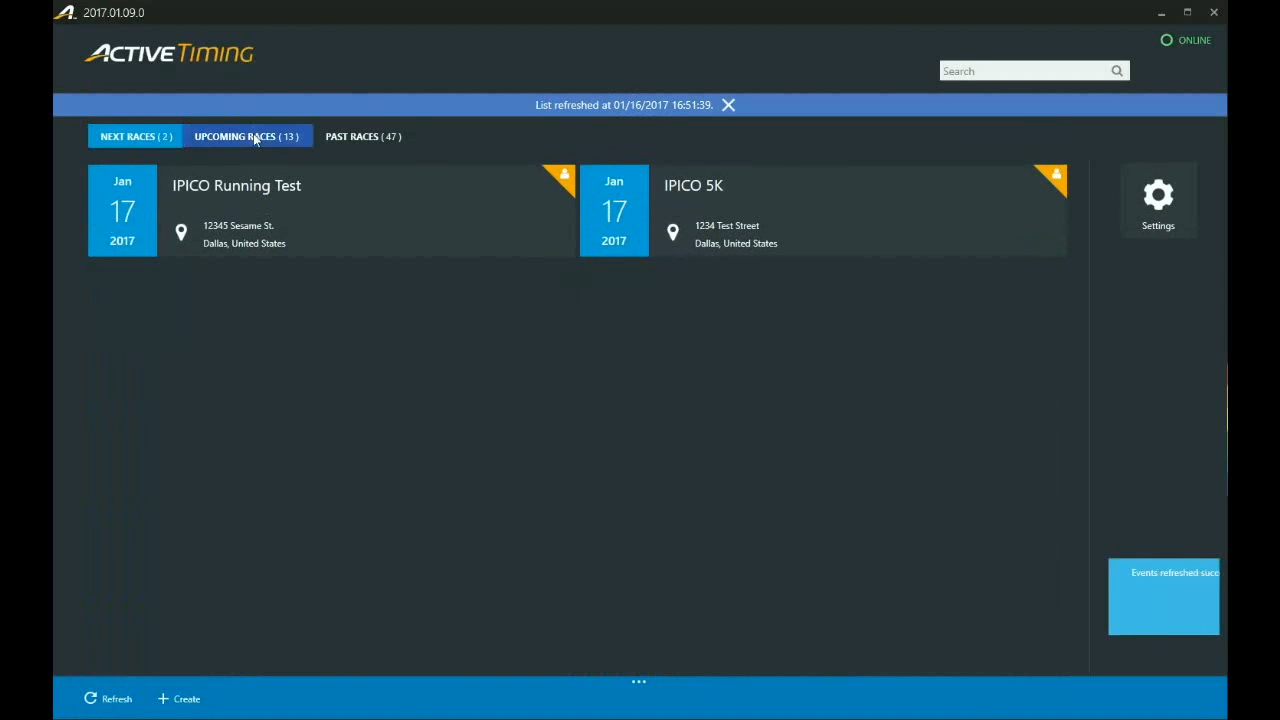 2017.01.09.0
ONLINE
ACTIVE TIMING
Search
List refreshed at 01/16/2017 16:51:39.
NEXT RACES ( 2 )
UPCOMING RACES ( 13 )
PAST RACES ( 47 )
Jan
17
2017
IPICO Running Test
12345 Sesame St.
Dallas, United States
Jan
17
2017
IPICO 5K
1234 Test Street
Dallas, United States
Settings
Events refreshed succ
Refresh
Create